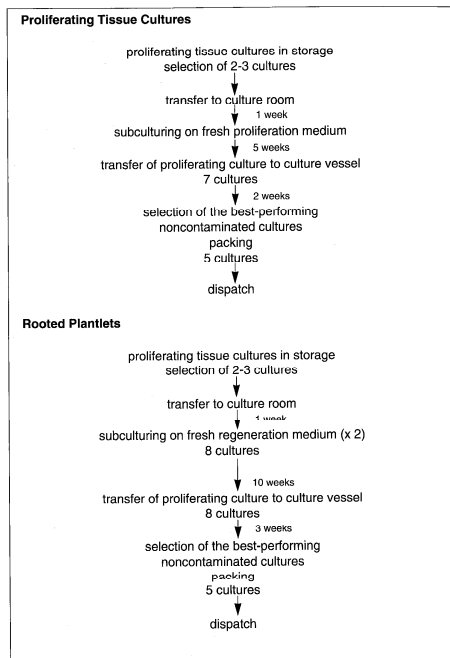 Proliferating Tissue Cultures
proliferating tissue cultures in storage
selection of 2-3 cultures
transfer to culture room
1 week
subculturing on fresh proliferation medium
5 weeks
transfer of proliferating culture to culture vessel
7 cultures
2 weeks
selection of the best-performing
noncontaminated cultures
packing
5 cultures
dispatch
Rooted Plantlets
proliferating tissue cultures in storage
selection of 2-3 cultures
transfer to culture room
1 week
subculturing on fresh regeneration medium (x 2)
8 cultures
10 weeks
transfer of proliferating culture to culture vessel
8 cultures
3 weeks
selection of the best-performing
noncontaminated cultures
packing
5 cultures
dispatch